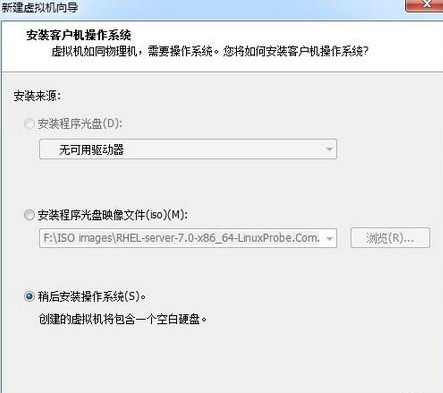 新建虚拟机向导
安装客户机操作系统
虚拟机如同物理机，需要操作系统。您将如何安装客户机操作系统?
安装来源:
安装程序光盘(D):
无可用驱动器
安装程序光盘映像文件(iso)(M):
F:\ISO images\RHEL-server-7.0-x86_64-LinuxProbe.Com.
浏览(R)...
稍后安装操作系统(S)。
创建的虚拟机将包含一个空白硬盘。